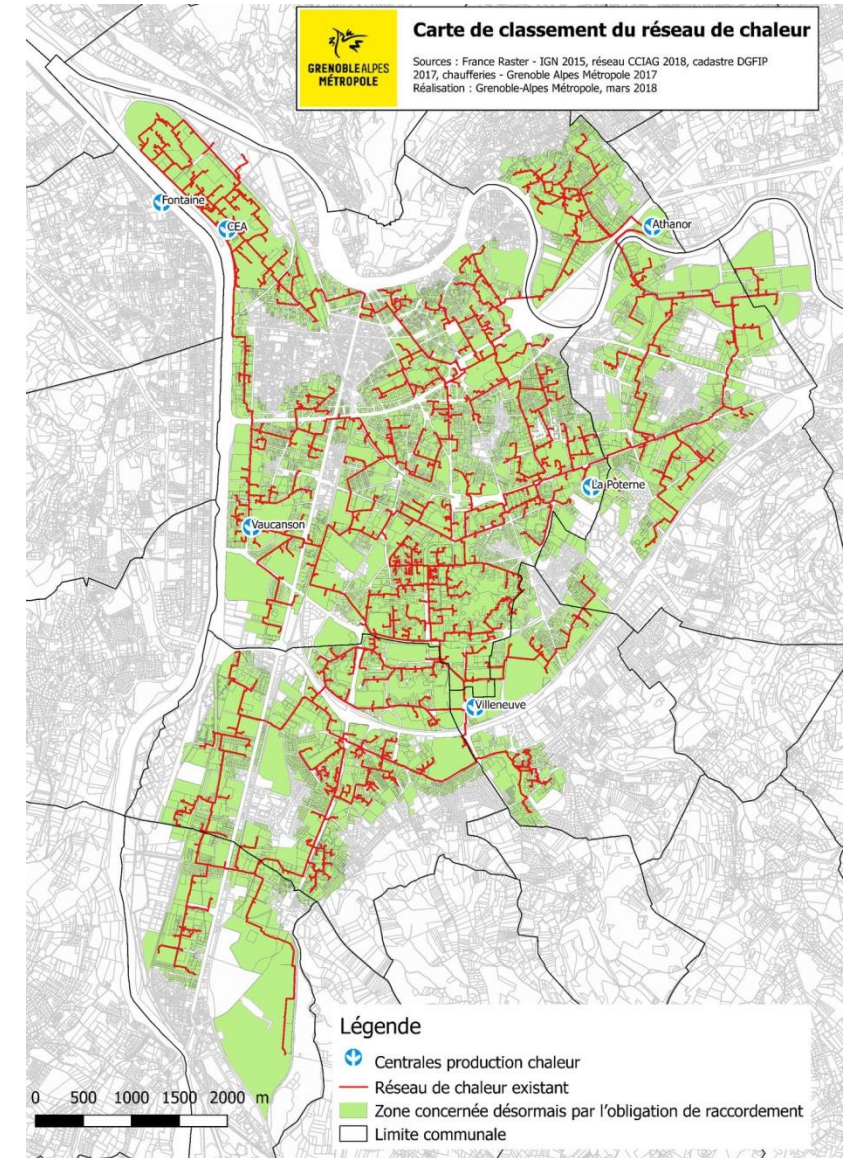 GRENOBLEALPES
MÉTROPOLE
Carte de classement du réseau de chaleur
Sources : France Raster - IGN 2015, réseau CCIAG 2018, cadastre DGFIP
2017, chaufferies - Grenoble Alpes Métropole 2017
Réalisation : Grenoble-Alpes Métropole, mars 2018
Fontaine
CEA
Athanor
La Poterne
Vaucanson
Villeneuve
Légende
Centrales production chaleur
Réseau de chaleur existant
Zone concernée désormais par l'obligation de raccordement
Limite communale
0 500 1000 1500 2000 m